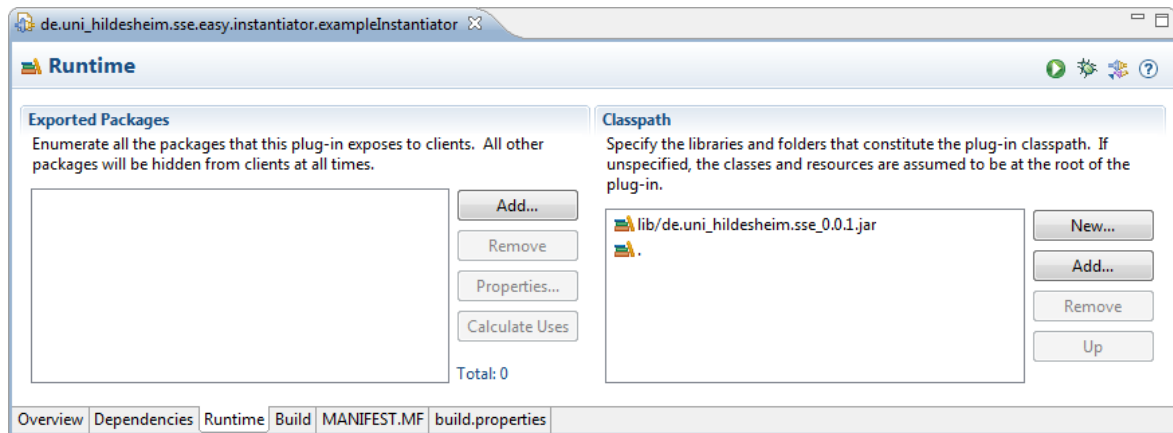 de.uni_hildesheim.sse.easy.instantiator.exampleInstantiator
Runtime
Exported Packages
Enumerate all the packages that this plug-in exposes to clients. All other
packages will be hidden from clients at all times.
Add...
Remove
Properties...
Calculate Uses
Total: 0
Classpath
Specify the libraries and folders that constitute the plug-in classpath. If
unspecified, the classes and resources are assumed to be at the root of the
plug-in.
lib/de.uni_hildesheim.sse_0.0.1.jar
.
New...
Add...
Remove
Up
Overview Dependencies Runtime Build MANIFEST.MF build.properties